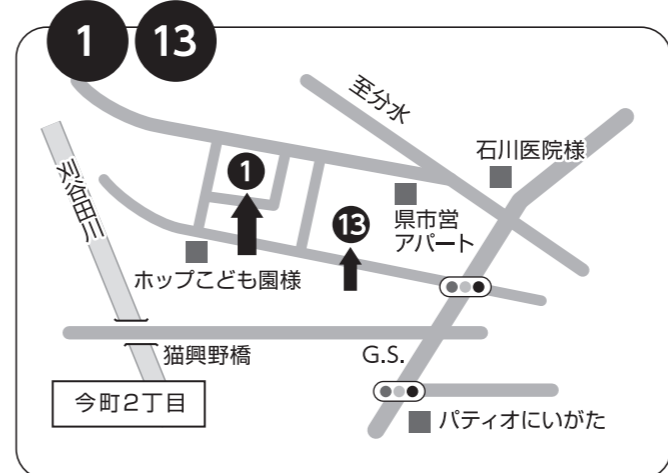 1 13
至分水
石川医院様
刈谷田川
1
県市営
アパート
13
ホップこども園様
猫興野橋
G.S.
今町2丁目
パティオにいがた